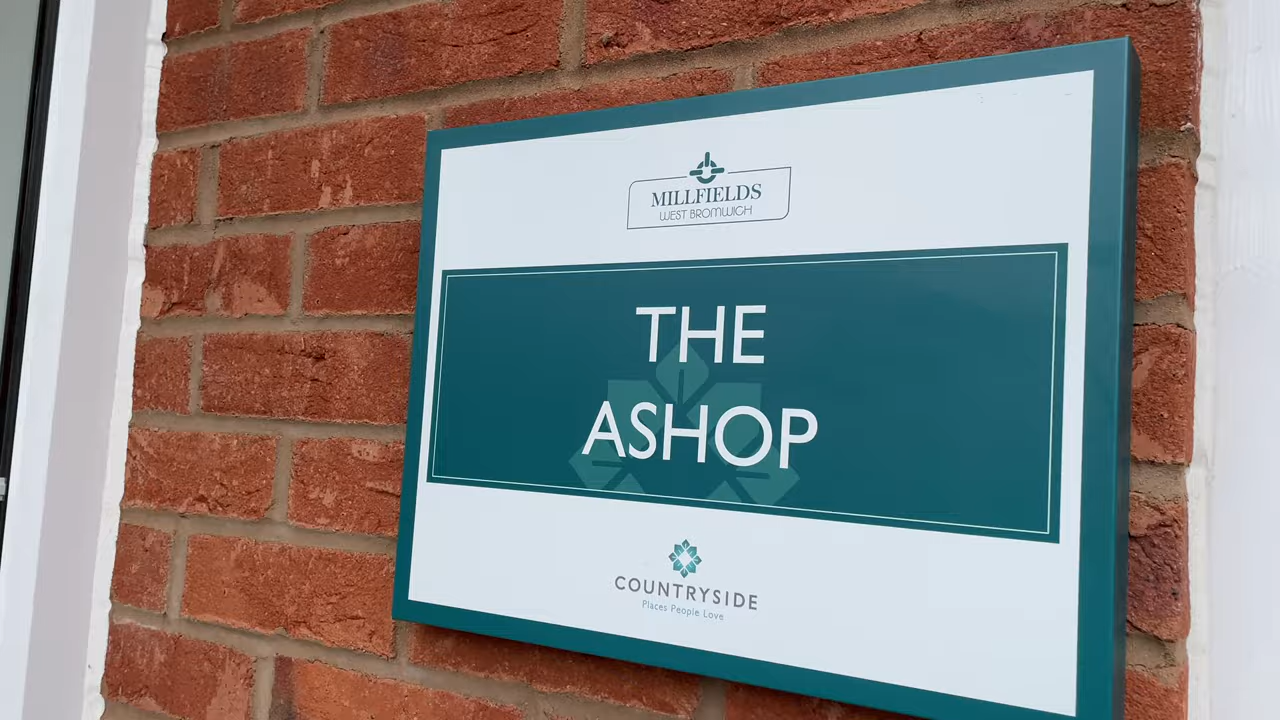 MILLFIELDS
WEST BROMWICH
THE
ASHOP
COUNTRYSIDE
Places People Love